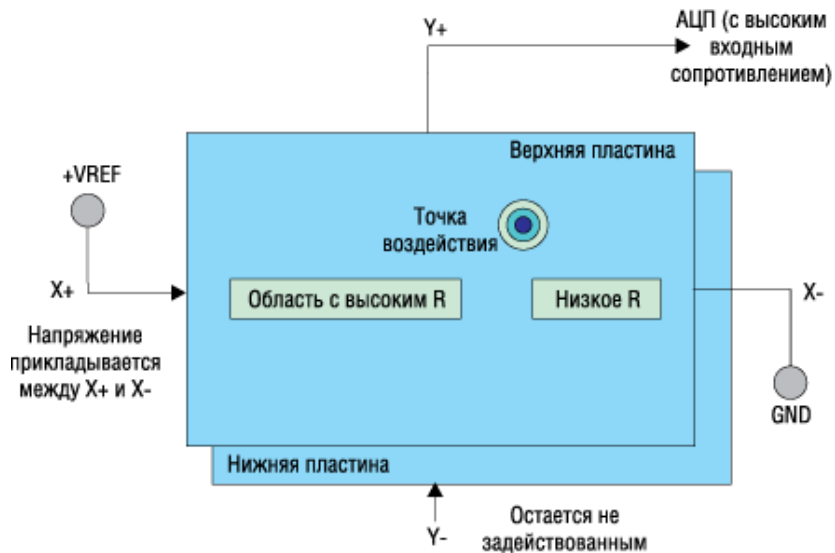 Y+
АЦП (с высоким
входным
сопротивлением)
Верхняя пластина
+VREF
Точка
воздействия
X+
Область с высоким R
Низкое R
X-
Напряжение
прикладывается
между X+ и X-
GND
Нижняя пластина
Y-
Остается не
задействованным